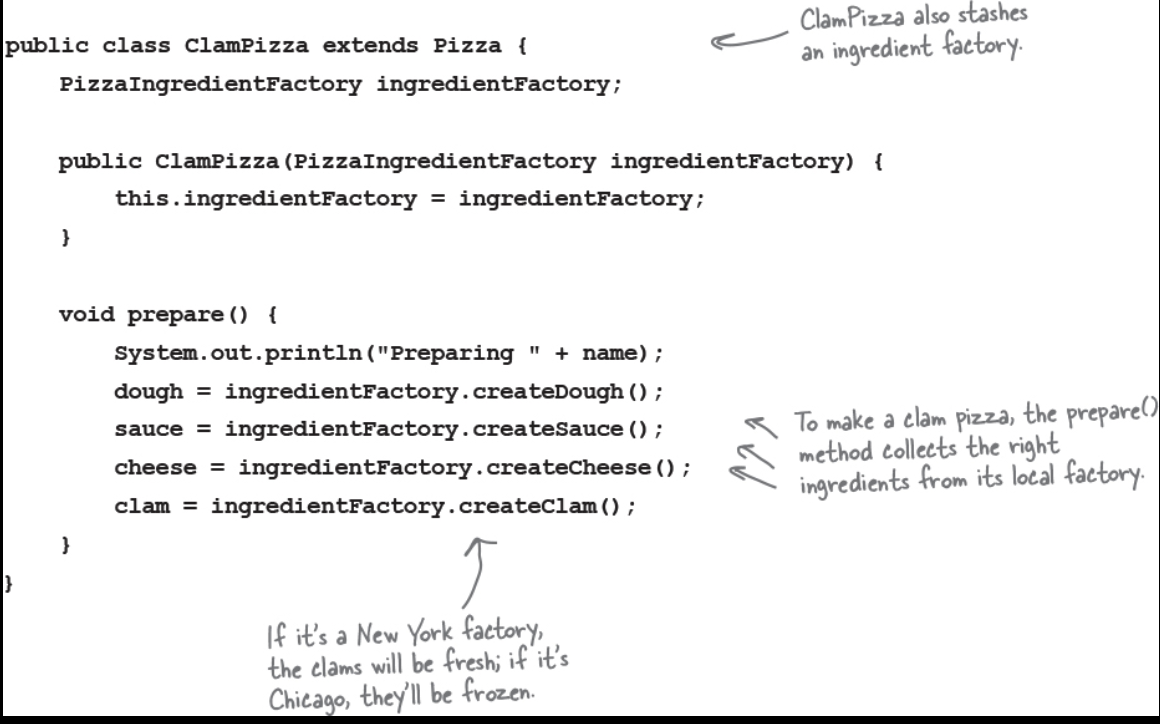 ClamPizza also stashes
an ingredient factory.
public class ClamPizza extends Pizza {
PizzaIngredientFactory ingredientFactory;
public ClamPizza(PizzaIngredientFactory ingredientFactory) {
this.ingredientFactory = ingredientFactory;
}
void prepare() {
System.out.println("Preparing " + name);
dough = ingredientFactory.createDough();
sauce = ingredientFactory.createSauce();
cheese = ingredientFactory.createCheese();
clam = ingredientFactory.createClam();
}
}
To make a clam pizza, the prepare()
method collects the right
ingredients from its local factory.
If it's a New York factory,
the clams will be fresh; if it's
Chicago, they'll be frozen.